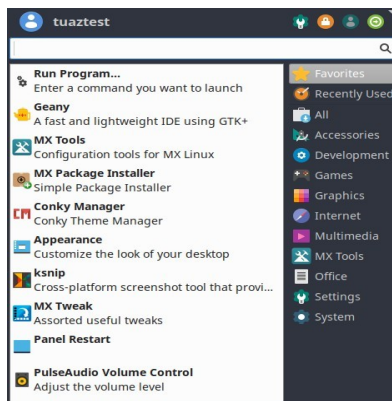 tuaztest
Run Program...
Enter a command you want to launch
Geany
A fast and lightweight IDE using GTK+
MX Tools
Configuration tools for MX Linux
MX Package Installer
Simple Package Installer
Conky Manager
Conky Theme Manager
Appearance
Customize the look of your desktop
ksnip
Cross-platform screenshot tool that provi...
MX Tweak
Assorted useful tweaks
Panel Restart
PulseAudio Volume Control
Adjust the volume level
Favorites
Recently Used
All
Accessories
Development
Games
Graphics
Internet
Multimedia
MX Tools
Office
Settings
System